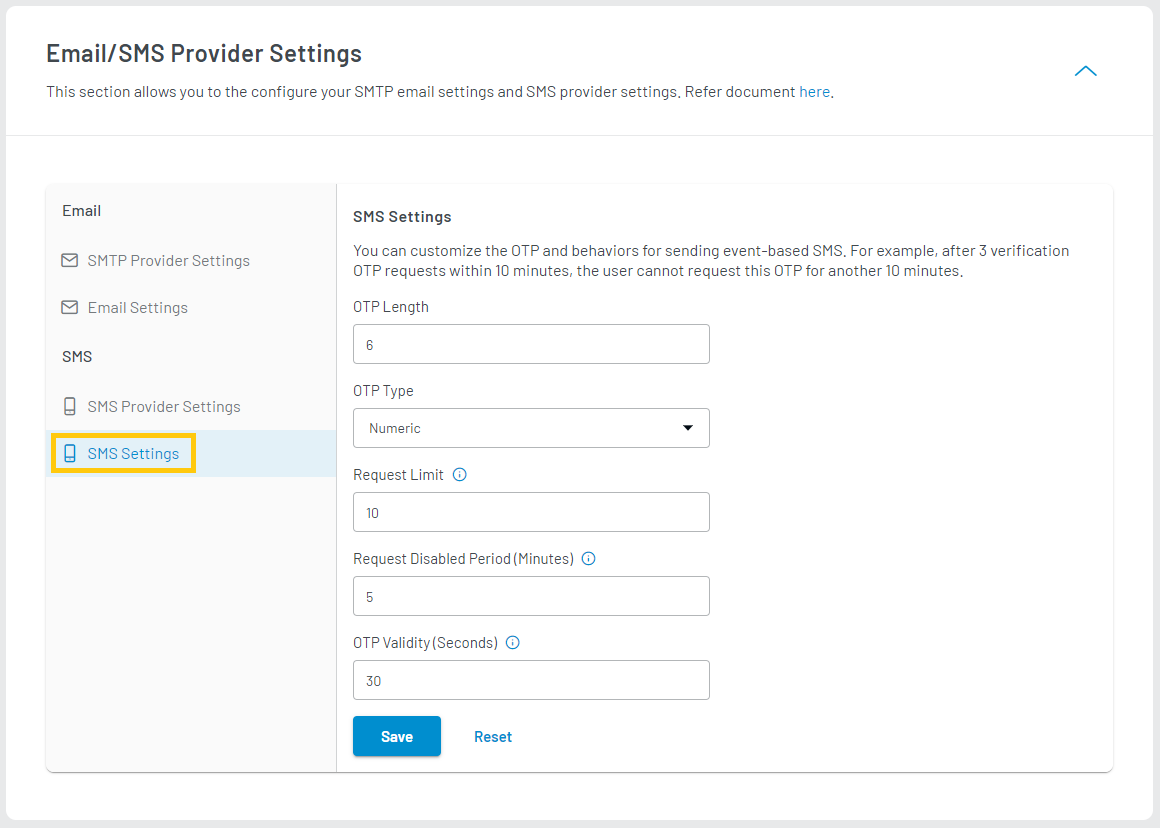 Email/SMS Provider Settings
This section allows you to the configure your SMTP email settings and SMS provider settings. Refer document here.
Email
SMTP Provider Settings
Email Settings
SMS
SMS Provider Settings
SMS Settings
SMS Settings
You can customize the OTP and behaviors for sending event-based SMS. For example, after 3 verification
OTP requests within 10 minutes, the user cannot request this OTP for another 10 minutes.
OTP Length
6
OTP Type
Numeric
Request Limit
10
Request Disabled Period (Minutes)
5
OTP Validity (Seconds)
30
Save
Reset